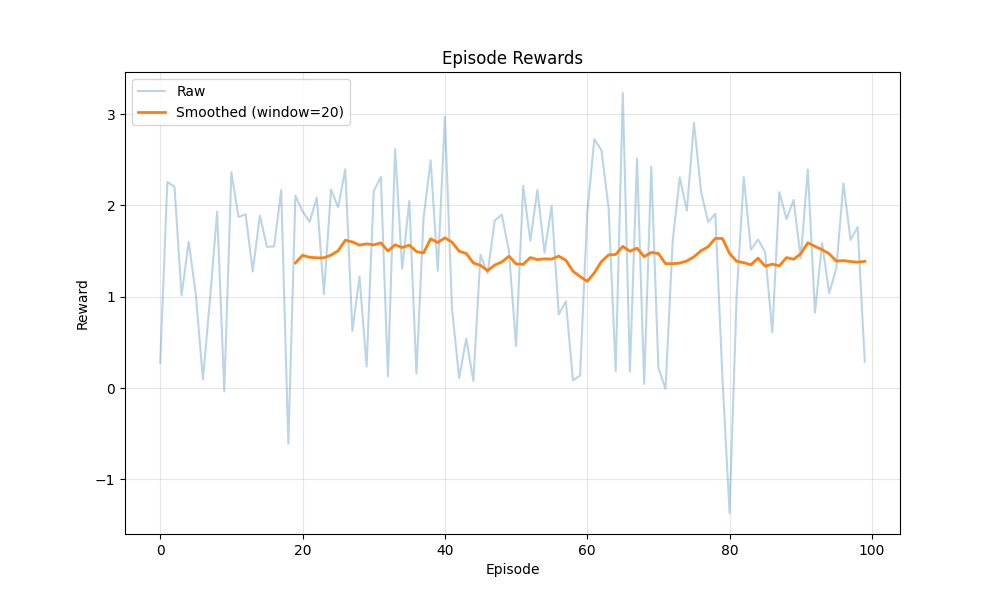 Episode Rewards
Raw
Smoothed (window=20)
3
2
1
0
−1
Reward
0 20 40 60 80 100
Episode